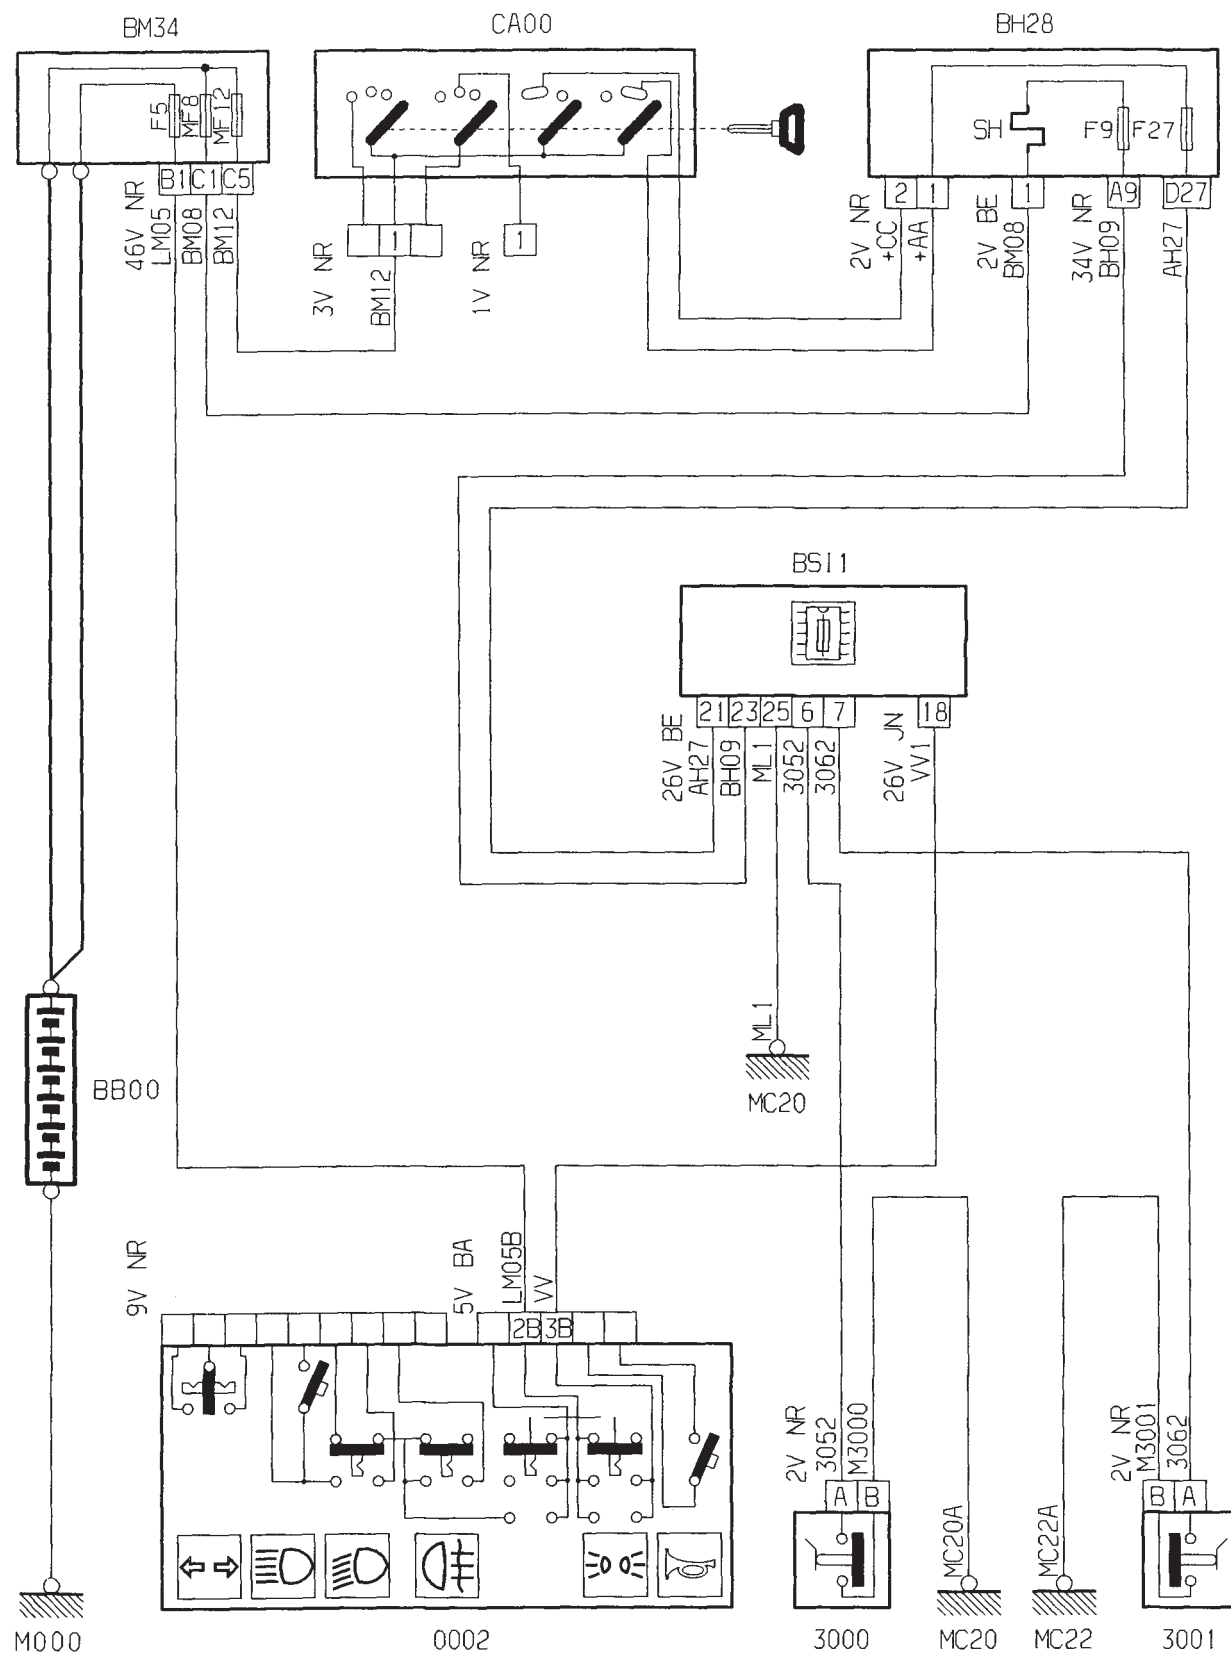 BM34
CA00
BH28
F5
MF8
MF12
SH
F9
F27
B1 C1 C5
2 1
1
A9
D27
46V NR
LM05
BM08
BM12
3V NR
1
BM12
1V NR
1
2V NR
+CC
+AA
2V BE
BM08
34V NR
BH09
AH27
BSI1
21 23 25 6 7
18
26V BE
AH27
BH09
ML1
3052
3062
26V JN
VV1
ML1
MC20
BB00
9V NR
5V BA
LM05B
VV
2B 3B
2V NR
3052
M3000
A B
MC20A
MC22A
2V NR
M3001
3062
B A
M000
0002
3000
MC20
MC22
3001